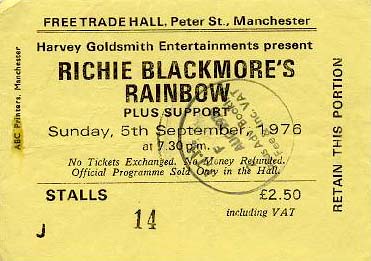 FREE TRADE HALL, Peter St., Manchester
Harvey Goldsmith Entertainments present
RICHIE BLACKMORE'S
RAINBOW
PLUS SUPPORT
Sunday, 5th September, 1976
at 7.30 p.m.
No Tickets Exchanged. No Money Refunded.
Official Programme Sold Only in the Hall.
STALLS £2.50
including VAT
J 14
RETAIN THIS PORTION
ABC Printers, Manchester